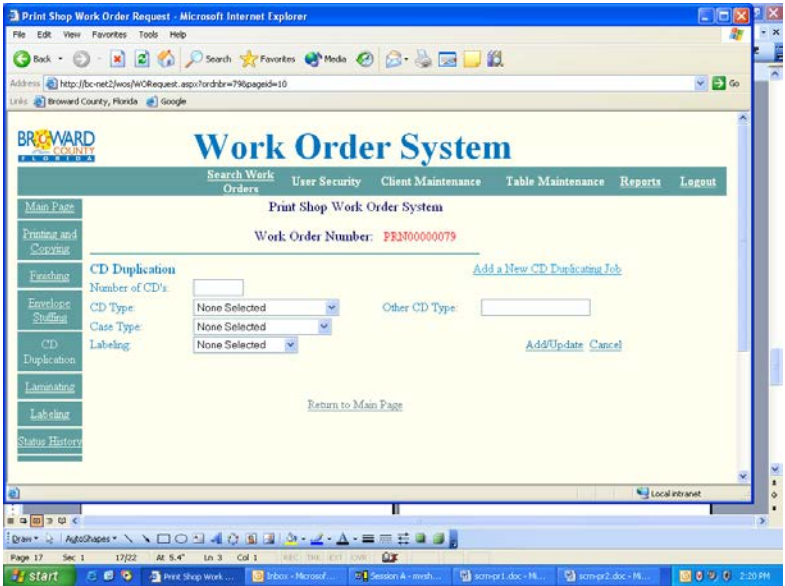 Print Shop Work Order Request - Microsoft Internet Explorer
File Edit View Favorites Tools Help
Back Search Favorites Media
Address http://bc-net2/wos/WORequest.aspx?ordnbr=79&pageid=10 Go
Links Broward County, Florida Google
BROWARD COUNTY FLORIDA
Work Order System
Search Work Orders User Security Client Maintenance Table Maintenance Reports Logout
Main Page
Printing and Copying
Finishing
Envelope Stuffing
CD Duplication
Laminating
Labeling
Status History
Print Shop Work Order System
Work Order Number: PRN00000079
CD Duplication Add a New CD Duplicating Job
Number of CD's:
CD Type: None Selected Other CD Type:
Case Type: None Selected
Labeling: None Selected Add/Update Cancel
Return to Main Page
Local intranet
Draw AutoShapes
Page 17 Sec 1 17/22 At 5.4" Ln 3 Col 1 REC TRK EXT OVR
start Print Shop Work ... Inbox - Microsof... Session A - mvsh... scrn-pr1.doc - Mi... scrn-pr2.doc - Mi... 2:20 PM